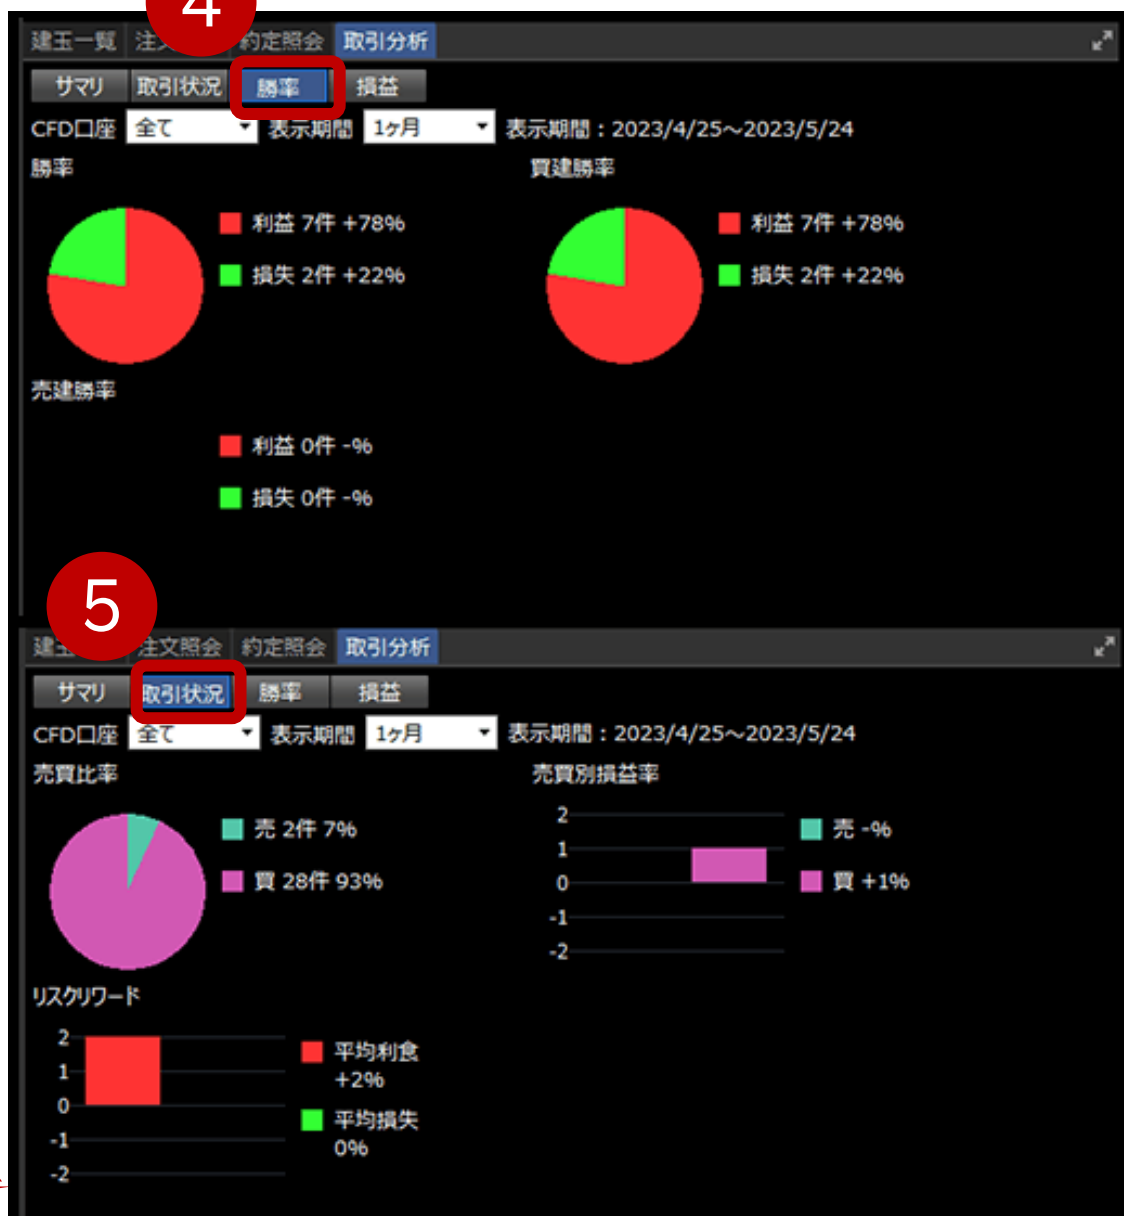 4
建玉一覧 約定照会 取引分析
サマリ 取引状況 勝率 損益
CFD口座 全て 表示期間 1ヶ月 表示期間：2023/4/25～2023/5/24
勝率 買建勝率
利益 7件 +78% 利益 7件 +78%
損失 2件 +22% 損失 2件 +22%
売建勝率
利益 0件 -%
損失 0件 -%
5
注文照会 約定照会 取引分析
サマリ 取引状況 勝率 損益
CFD口座 全て 表示期間 1ヶ月 表示期間：2023/4/25～2023/5/24
売買比率 売買別損益率
2
売 2件 7% 売 -%
1
買 28件 93% 0 買 +1%
-1
-2
リスクリワード
2
平均利食
1 +2%
0
平均損失
-1 0%
-2